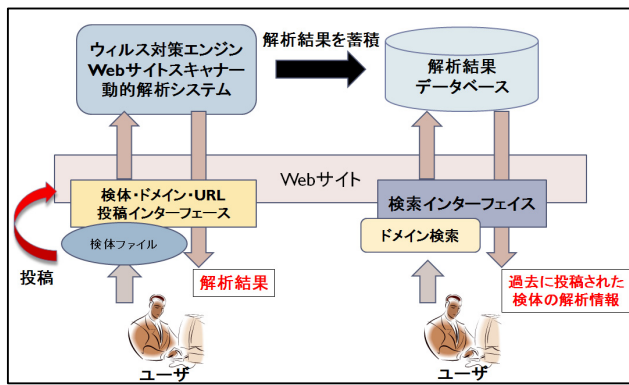 ウィルス対策エンジン
Webサイトスキャナー
動的解析システム
解析結果を蓄積
解析結果
データベース
Webサイト
検体・ドメイン・URL
投稿インターフェース
検索インターフェイス
検体ファイル
ドメイン検索
投稿
解析結果
過去に投稿された
検体の解析情報
ユーザ
ユーザ